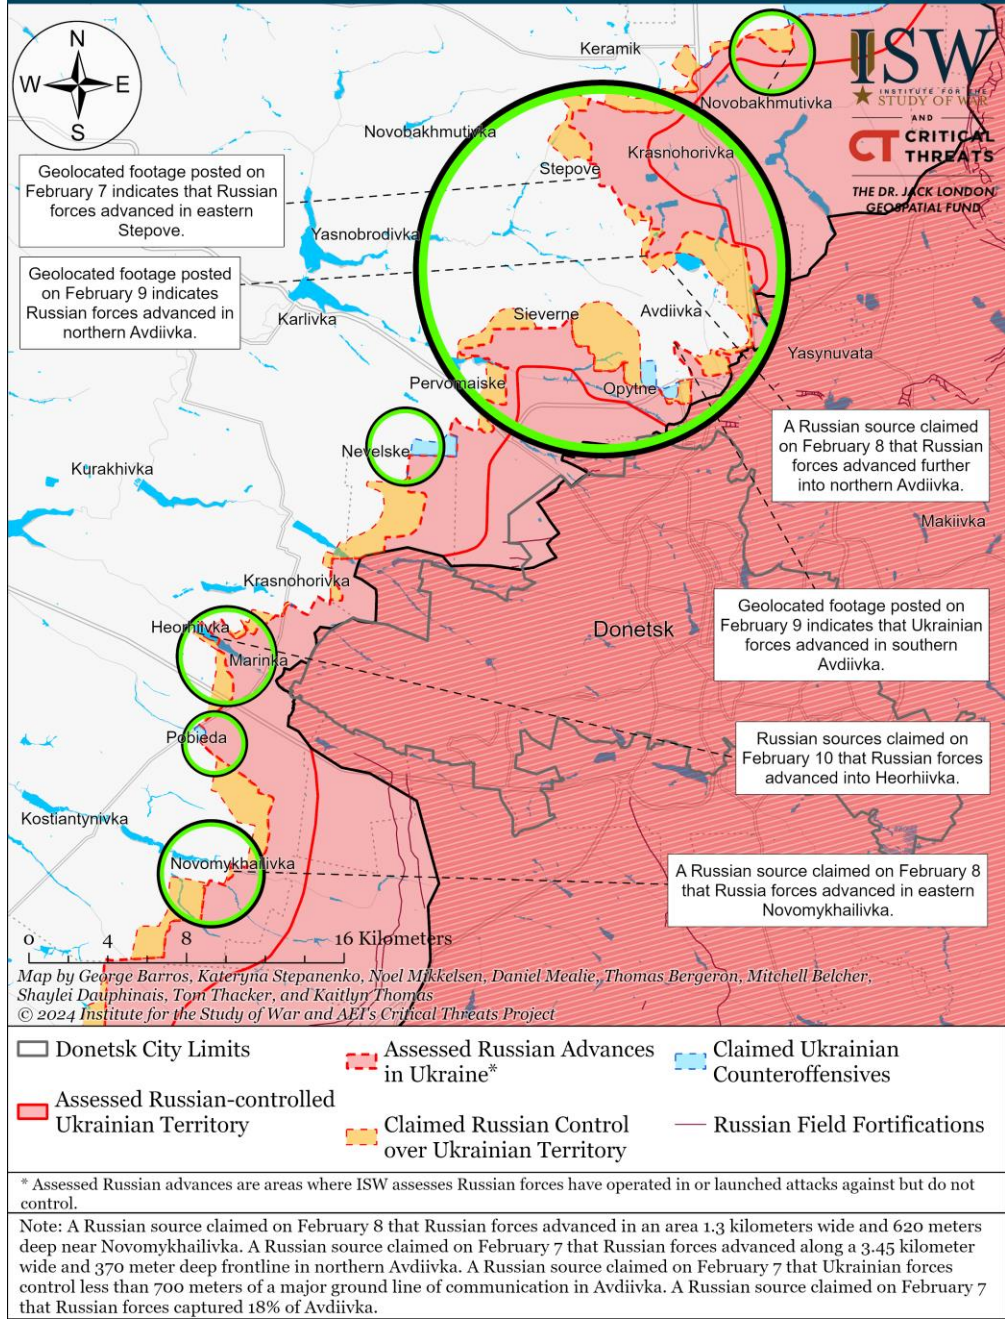 N
W
E
S
Keramik
ISW
INSTITUTE FOR THE
STUDY OF WAR
AND
CT CRITICAL
THREATS
THE DR. JACK LONDON
GEOSPATIAL FUND
Novobakhmutivka
Novobakhmutivka
Krasnohorivka
Stepove
Geolocated footage posted on
February 7 indicates that Russian
forces advanced in eastern
Stepove.
Yasnobrodivka
Geolocated footage posted
on February 9 indicates
Russian forces advanced in
northern Avdiivka.
Karlivka
Sieverne
Avdiivka
Yasynuvata
Pervomaiske
Opytne
A Russian source claimed
on February 8 that Russian
forces advanced further
into northern Avdiivka.
Nevelske
Kurakhivka
Makiivka
Krasnohorivka
Geolocated footage posted on
February 9 indicates that Ukrainian
forces advanced in southern
Avdiivka.
Heorhiivka
Donetsk
Marinka
Pobieda
Russian sources claimed on
February 10 that Russian forces
advanced into Heorhiivka.
Kostiantynivka
Novomykhailivka
A Russian source claimed on February 8
that Russia forces advanced in eastern
Novomykhailivka.
0 4 8 16 Kilometers
Map by George Barros, Kateryna Stepanenko, Noel Mikkelsen, Daniel Mealie, Thomas Bergeron, Mitchell Belcher,
Shaylei Dauphinais, Tom Thacker, and Kaitlyn Thomas
© 2024 Institute for the Study of War and AEI's Critical Threats Project
Donetsk City Limits
Assessed Russian-controlled
Ukrainian Territory
Assessed Russian Advances
in Ukraine*
Claimed Russian Control
over Ukrainian Territory
Claimed Ukrainian
Counteroffensives
Russian Field Fortifications
* Assessed Russian advances are areas where ISW assesses Russian forces have operated in or launched attacks against but do not
control.
Note: A Russian source claimed on February 8 that Russian forces advanced in an area 1.3 kilometers wide and 620 meters
deep near Novomykhailivka. A Russian source claimed on February 7 that Russian forces advanced along a 3.45 kilometer
wide and 370 meter deep frontline in northern Avdiivka. A Russian source claimed on February 7 that Ukrainian forces
control less than 700 meters of a major ground line of communication in Avdiivka. A Russian source claimed on February 7
that Russian forces captured 18% of Avdiivka.